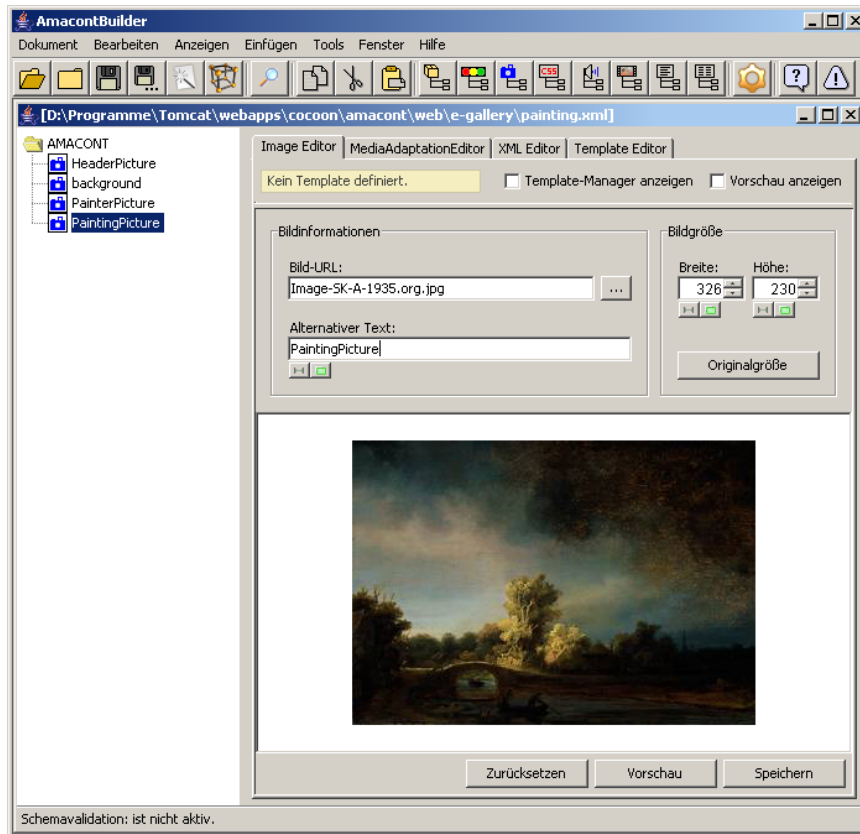 AmacontBuilder
Dokument Bearbeiten Anzeigen Einfügen Tools Fenster Hilfe
CSS
[D:\Programme\Tomcat\webapps\cocoon\amacont\web\e-gallery\painting.xml]
AMACONT
HeaderPicture
background
PainterPicture
PaintingPicture
Image Editor MediaAdaptationEditor XML Editor Template Editor
Kein Template definiert. Template-Manager anzeigen Vorschau anzeigen
Bildinformationen
Bild-URL:
Image-SK-A-1935.org.jpg ...
Alternativer Text:
PaintingPicture
Bildgröße
Breite: Höhe:
326 230
Originalgröße
Zurücksetzen Vorschau Speichern
Schemavalidation: ist nicht aktiv.